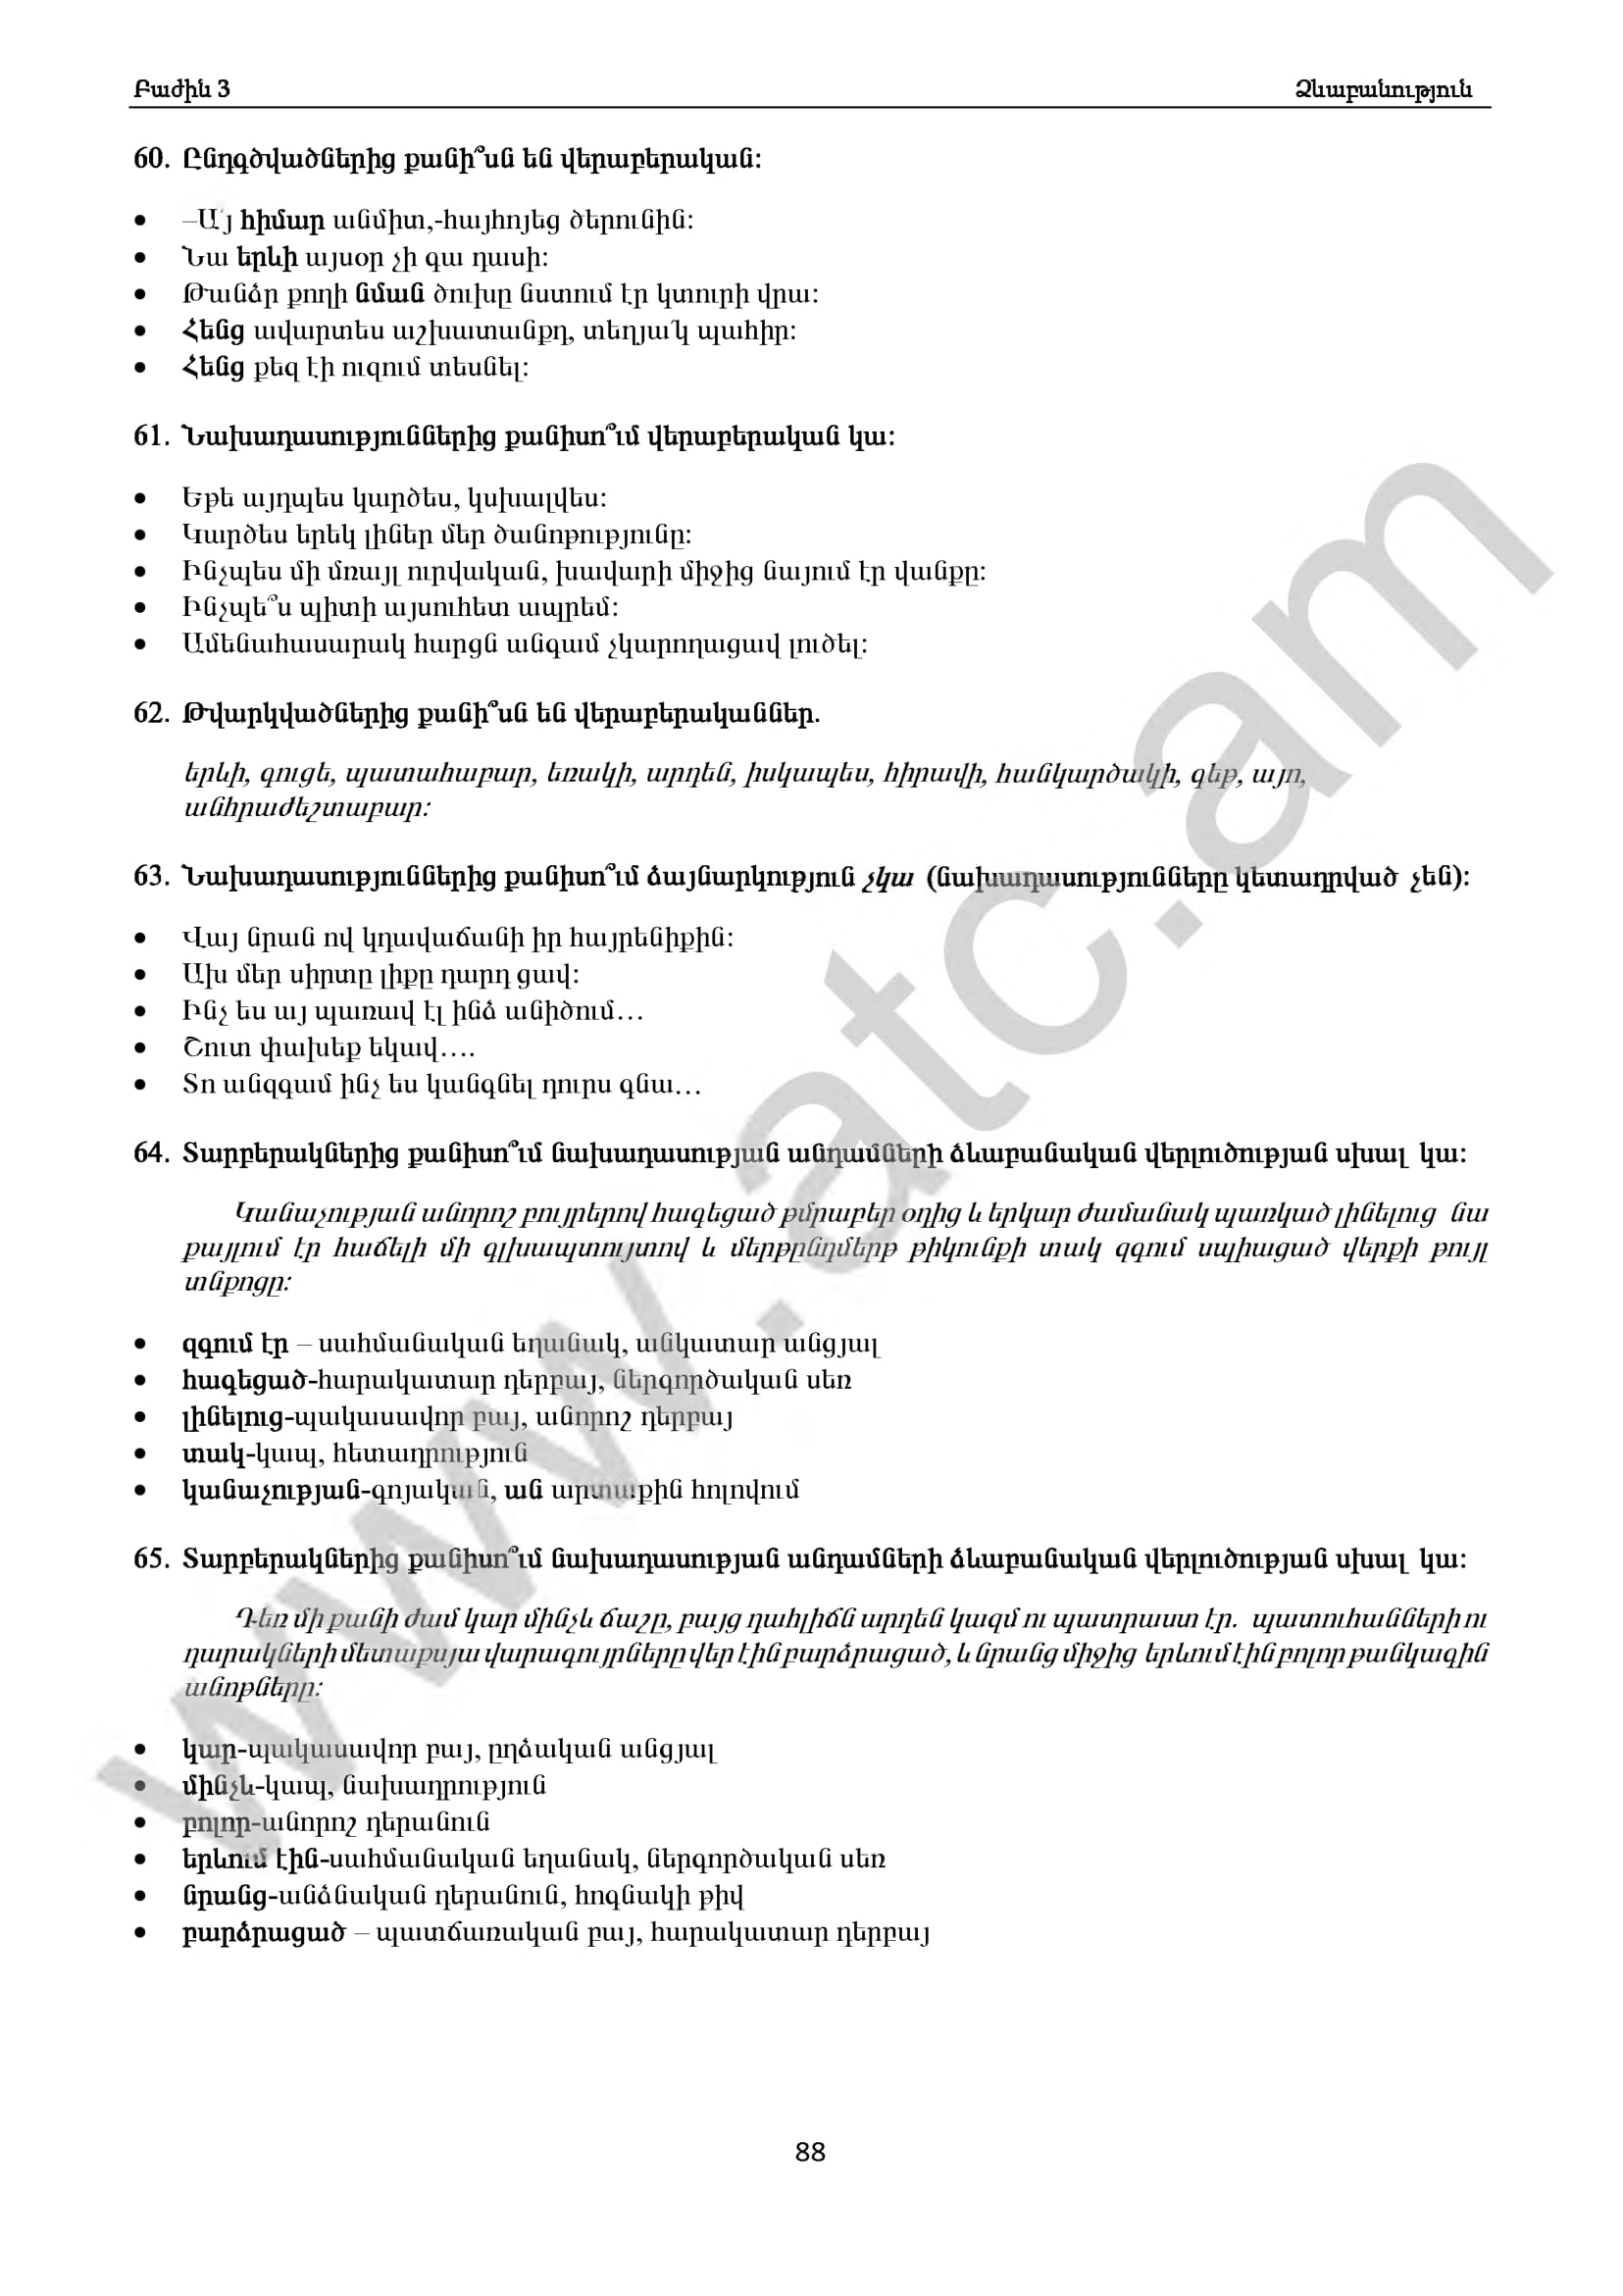 Բաժին 3 Ձևաբանություն
60. Ընդգծվածներից քանի՞սն են վերաբերական:
• –Ա՛յ հիմար անմիտ,-հայհոյեց ծերունին:
• Նա երևի այսօր չի գա դասի:
• Թանձր քողի նման ծուխը նստում էր կտուրի վրա:
• Հենց ավարտես աշխատանքդ, տեղյա՛կ պահիր:
• Հենց քեզ էի ուզում տեսնել:
61. Նախադասություններից քանիսո՞ւմ վերաբերական կա:
• Եթե այդպես կարծես, կսխալվես:
• Կարծես երեկ լիներ մեր ծանոթությունը:
• Ինչպես մի մռայլ ուրվական, խավարի միջից նայում էր վանքը:
• Ինչպե՞ս պիտի այսուհետ ապրեմ:
• Ամենահասարակ հարցն անգամ չկարողացավ լուծել:
62. Թվարկվածներից քանի՞սն են վերաբերականներ.
երևի, գուցե, պատահաբար, եռակի, արդեն, իսկապես, հիրավի, հանկարծակի, գեթ, այո,
անհրաժեշտաբար:
63. Նախադասություններից քանիսո՞ւմ ձայնարկություն չկա (նախադասությունները կետադրված չեն):
• Վայ նրան ով կդավաճանի իր հայրենիքին:
• Ախ մեր սիրտը լիքը դարդ ցավ:
• Ինչ ես այ պառավ էլ ինձ անիծում...
• Շուտ փախեք եկավ....
• Տո անզգամ ինչ ես կանգնել դուրս գնա...
64. Տարբերակներից քանիսո՞ւմ նախադասության անդամների ձևաբանական վերլուծության սխալ կա:
Կանաչության անորոշ բույրերով հագեցած թմրաբեր օդից և երկար ժամանակ պառկած լինելուց նա
քայլում էր հաճելի մի գլխապտույտով և մերթընդմերթ թիկունքի տակ զգում սպիացած վերքի թույլ
տնքոցը:
• զգում էր – սահմանական եղանակ, անկատար անցյալ
• հագեցած-հարակատար դերբայ, ներգործական սեռ
• լինելուց-պակասավոր բայ, անորոշ դերբայ
• տակ-կապ, հետադրություն
• կանաչության-գոյական, ան արտաքին հոլովում
65. Տարբերակներից քանիսո՞ւմ նախադասության անդամների ձևաբանական վերլուծության սխալ կա:
Դեռ մի քանի ժամ կար մինչև ճաշը, բայց դահլիճն արդեն կազմ ու պատրաստ էր. պատուհանների ու
դարակների մետաքսյա վարագույրները վեր էին բարձրացած, և նրանց միջից երևում էին բոլոր թանկագին
անոթները:
• կար-պակասավոր բայ, ըղձական անցյալ
• մինչև-կապ, նախադրություն
• բոլոր-անորոշ դերանուն
• երևում էին-սահմանական եղանակ, ներգործական սեռ
• նրանց-անձնական դերանուն, հոգնակի թիվ
• բարձրացած – պատճառական բայ, հարակատար դերբայ
www.atc.am
88